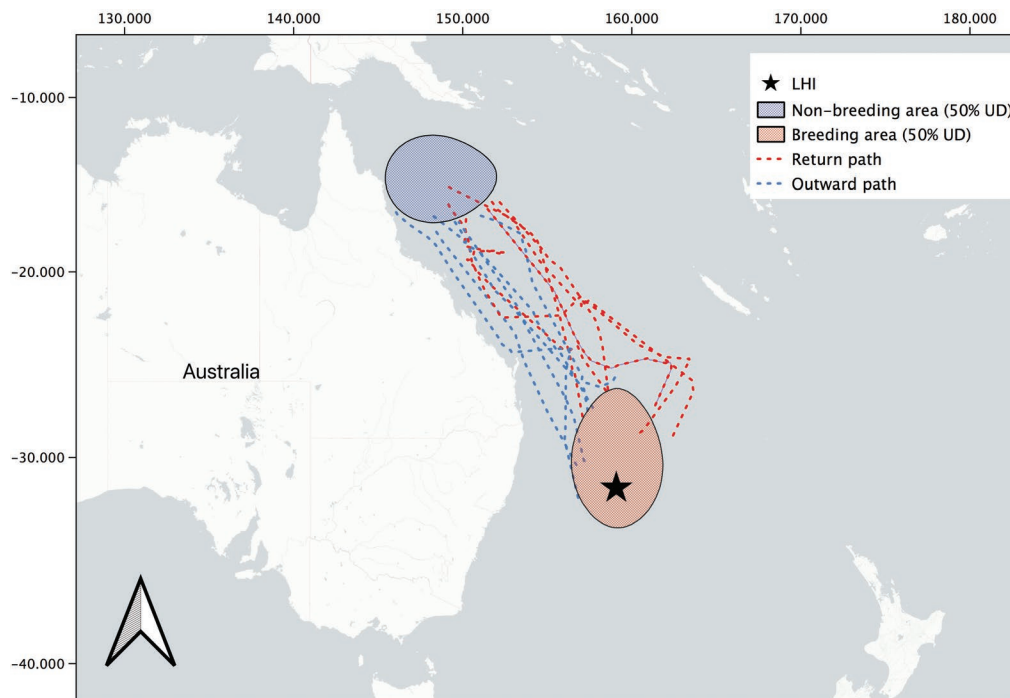 130.000 140.000 150.000 160.000 170.000 180.000
-10.000
-20.000
-30.000
-40.000
LHI
Non-breeding area (50% UD)
Breeding area (50% UD)
Return path
Outward path
Australia